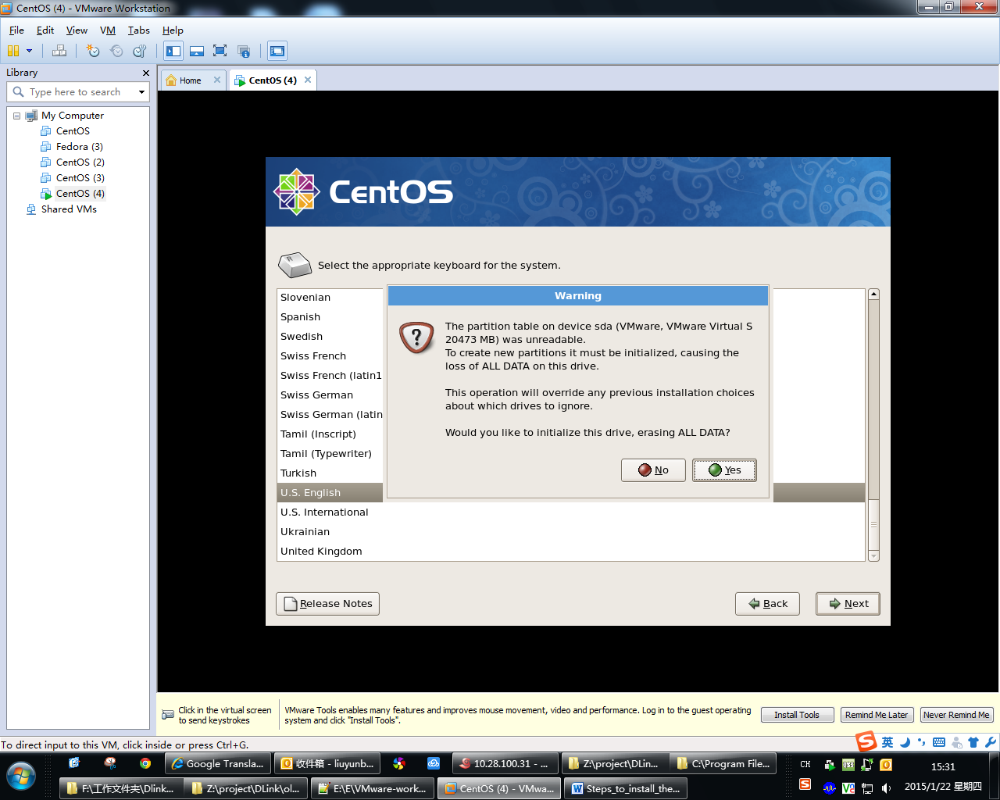 CentOS (4) - VMware Workstation
File Edit View VM Tabs Help
Library
Home
CentOS (4)
Type here to search
My Computer
CentOS
Fedora (3)
CentOS (2)
CentOS (3)
CentOS (4)
Shared VMs
CentOS
Select the appropriate keyboard for the system.
Slovenian
Spanish
Swedish
Swiss French
Swiss French (latin1
Swiss German
Swiss German (latin
Tamil (Inscript)
Tamil (Typewriter)
Turkish
U.S. English
U.S. International
Ukrainian
United Kingdom
Warning
The partition table on device sda (VMware, VMware Virtual S
20473 MB) was unreadable.
To create new partitions it must be initialized, causing the
loss of ALL DATA on this drive.
This operation will override any previous installation choices
about which drives to ignore.
Would you like to initialize this drive, erasing ALL DATA?
No Yes
Release Notes
Back Next
Click in the virtual screen
to send keystrokes
VMware Tools enables many features and improves mouse movement, video and performance. Log in to the guest operating
system and click "Install Tools".
Install Tools Remind Me Later Never Remind Me
To direct input to this VM, click inside or press Ctrl+G.
英
Google Transla...
收件箱 - liuyunb...
10.28.100.31 - ...
Z:\project\DLin...
C:\Program File...
CH
15:31
F:\工作文件夹\Dlink...
Z:\project\DLink\ol...
E:\E\VMware-work...
CentOS (4) - VMwa...
Steps_to_install_the...
2015/1/22 星期四